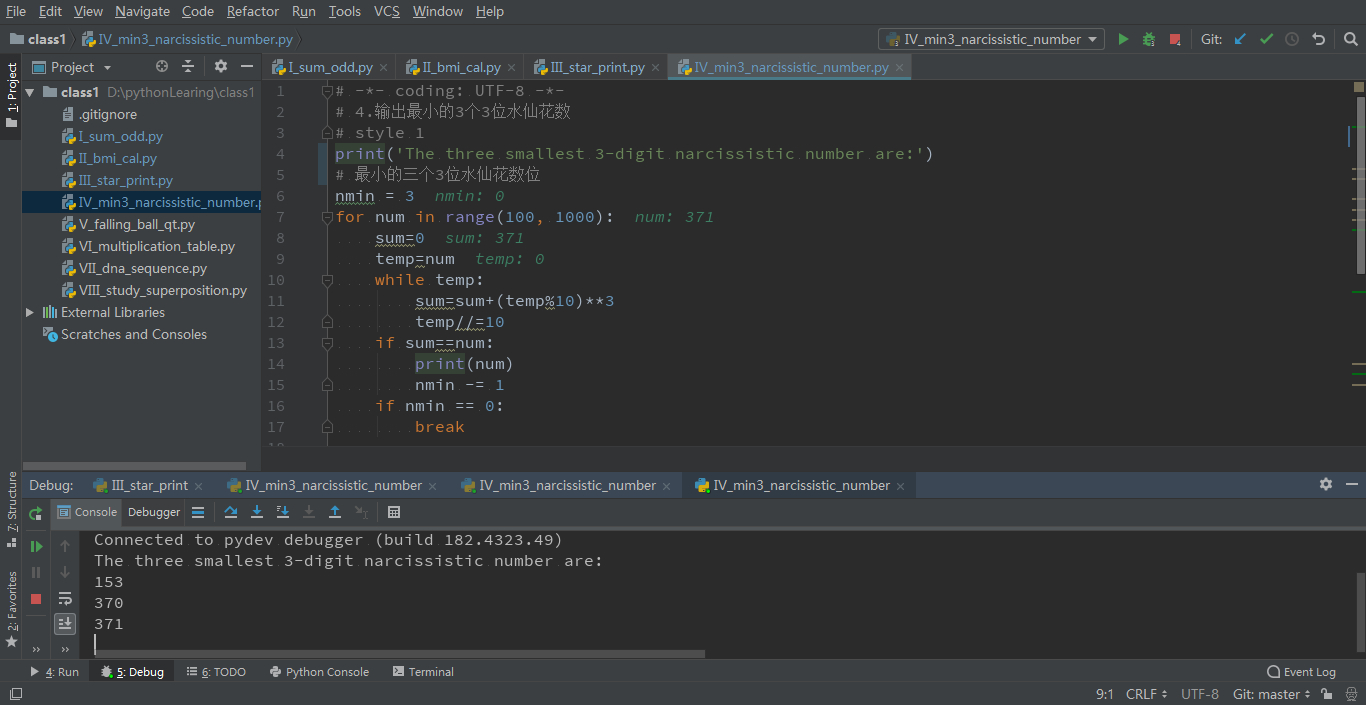 File Edit View Navigate Code Refactor Run Tools VCS Window Help
class1 IV_min3_narcissistic_number.py IV_min3_narcissistic_number Git:
1: Project
Project I_sum_odd.py II_bmi_cal.py III_star_print.py IV_min3_narcissistic_number.py
class1 D:\pythonLearing\class1
.gitignore
I_sum_odd.py
II_bmi_cal.py
III_star_print.py
IV_min3_narcissistic_number.p
V_falling_ball_qt.py
VI_multiplication_table.py
VII_dna_sequence.py
VIII_study_superposition.py
External Libraries
Scratches and Consoles
1 # -*- coding: UTF-8 -*-
2 # 4.输出最小的3个3位水仙花数
3 # style 1
4 print('The three smallest 3-digit narcissistic number are:')
5 # 最小的三个3位水仙花数位
6 nmin = 3 nmin: 0
7 for num in range(100, 1000): num: 371
8 sum=0 sum: 371
9 temp=num temp: 0
10 while temp:
11 sum=sum+(temp%10)**3
12 temp//=10
13 if sum==num:
14 print(num)
15 nmin -= 1
16 if nmin == 0:
17 break
7: Structure
2: Favorites
Debug: III_star_print IV_min3_narcissistic_number IV_min3_narcissistic_number IV_min3_narcissistic_number
Console Debugger
Connected to pydev debugger (build 182.4323.49)
The three smallest 3-digit narcissistic number are:
153
370
371
4: Run 5: Debug 6: TODO Python Console Terminal Event Log
9:1 CRLF UTF-8 Git: master